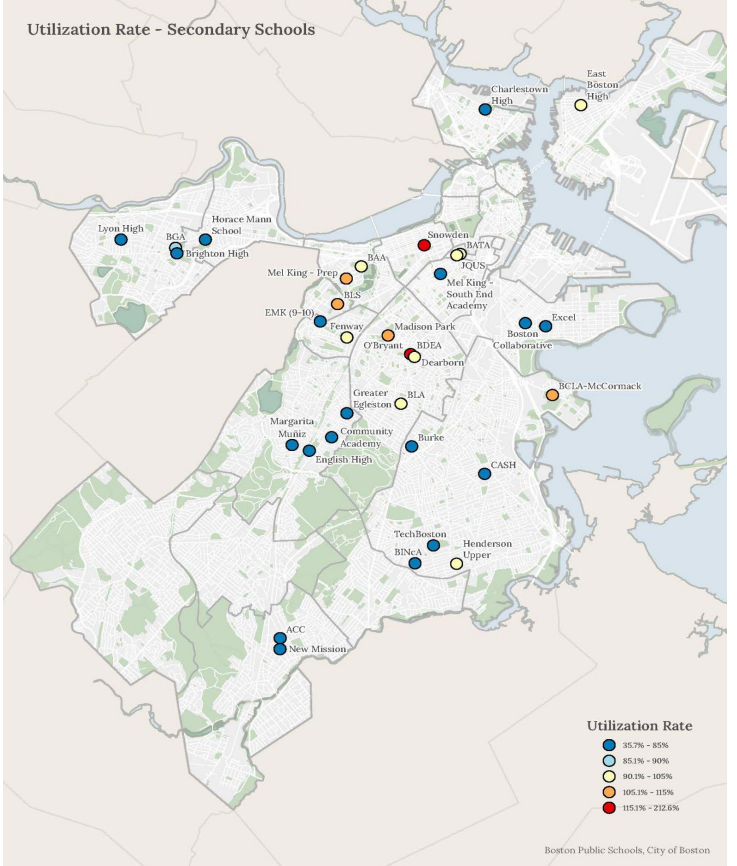 Utilization Rate - Secondary Schools
East
Boston
High
Charlestown
High
Horace Mann
School
Lyon High
BGA
Brighton High
Snowden
BATA
JQUS
BAA
Mel King - Prep
Mel King -
South End
Academy
BLS
EMK (9-10)
Fenway
Madison Park
O'Bryant
BDEA
Dearborn
Excel
Boston
Collaborative
BCLA-McCormack
Greater
Egleston
BLA
Margarita
Muñiz
Community
Academy
English High
Burke
CASH
TechBoston
BINcA
Henderson
Upper
ACC
New Mission
Utilization Rate
35.7% - 85%
85.1% - 90%
90.1% - 105%
105.1% - 115%
115.1% - 212.6%
Boston Public Schools, City of Boston